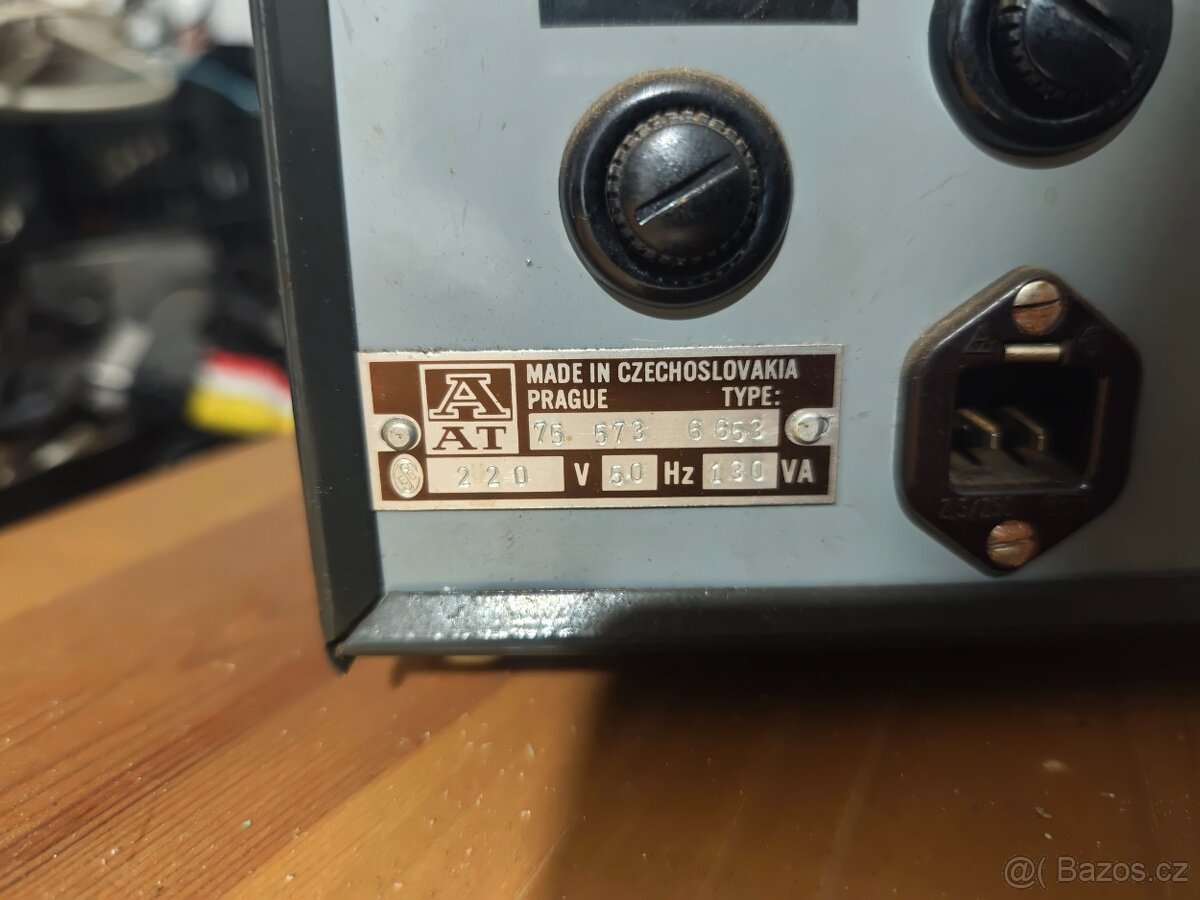 A
AT
MADE IN CZECHOSLOVAKIA
PRAGUE TYPE:
75 573 6 653
220 V 50 Hz 130 VA
@( Bazos.cz